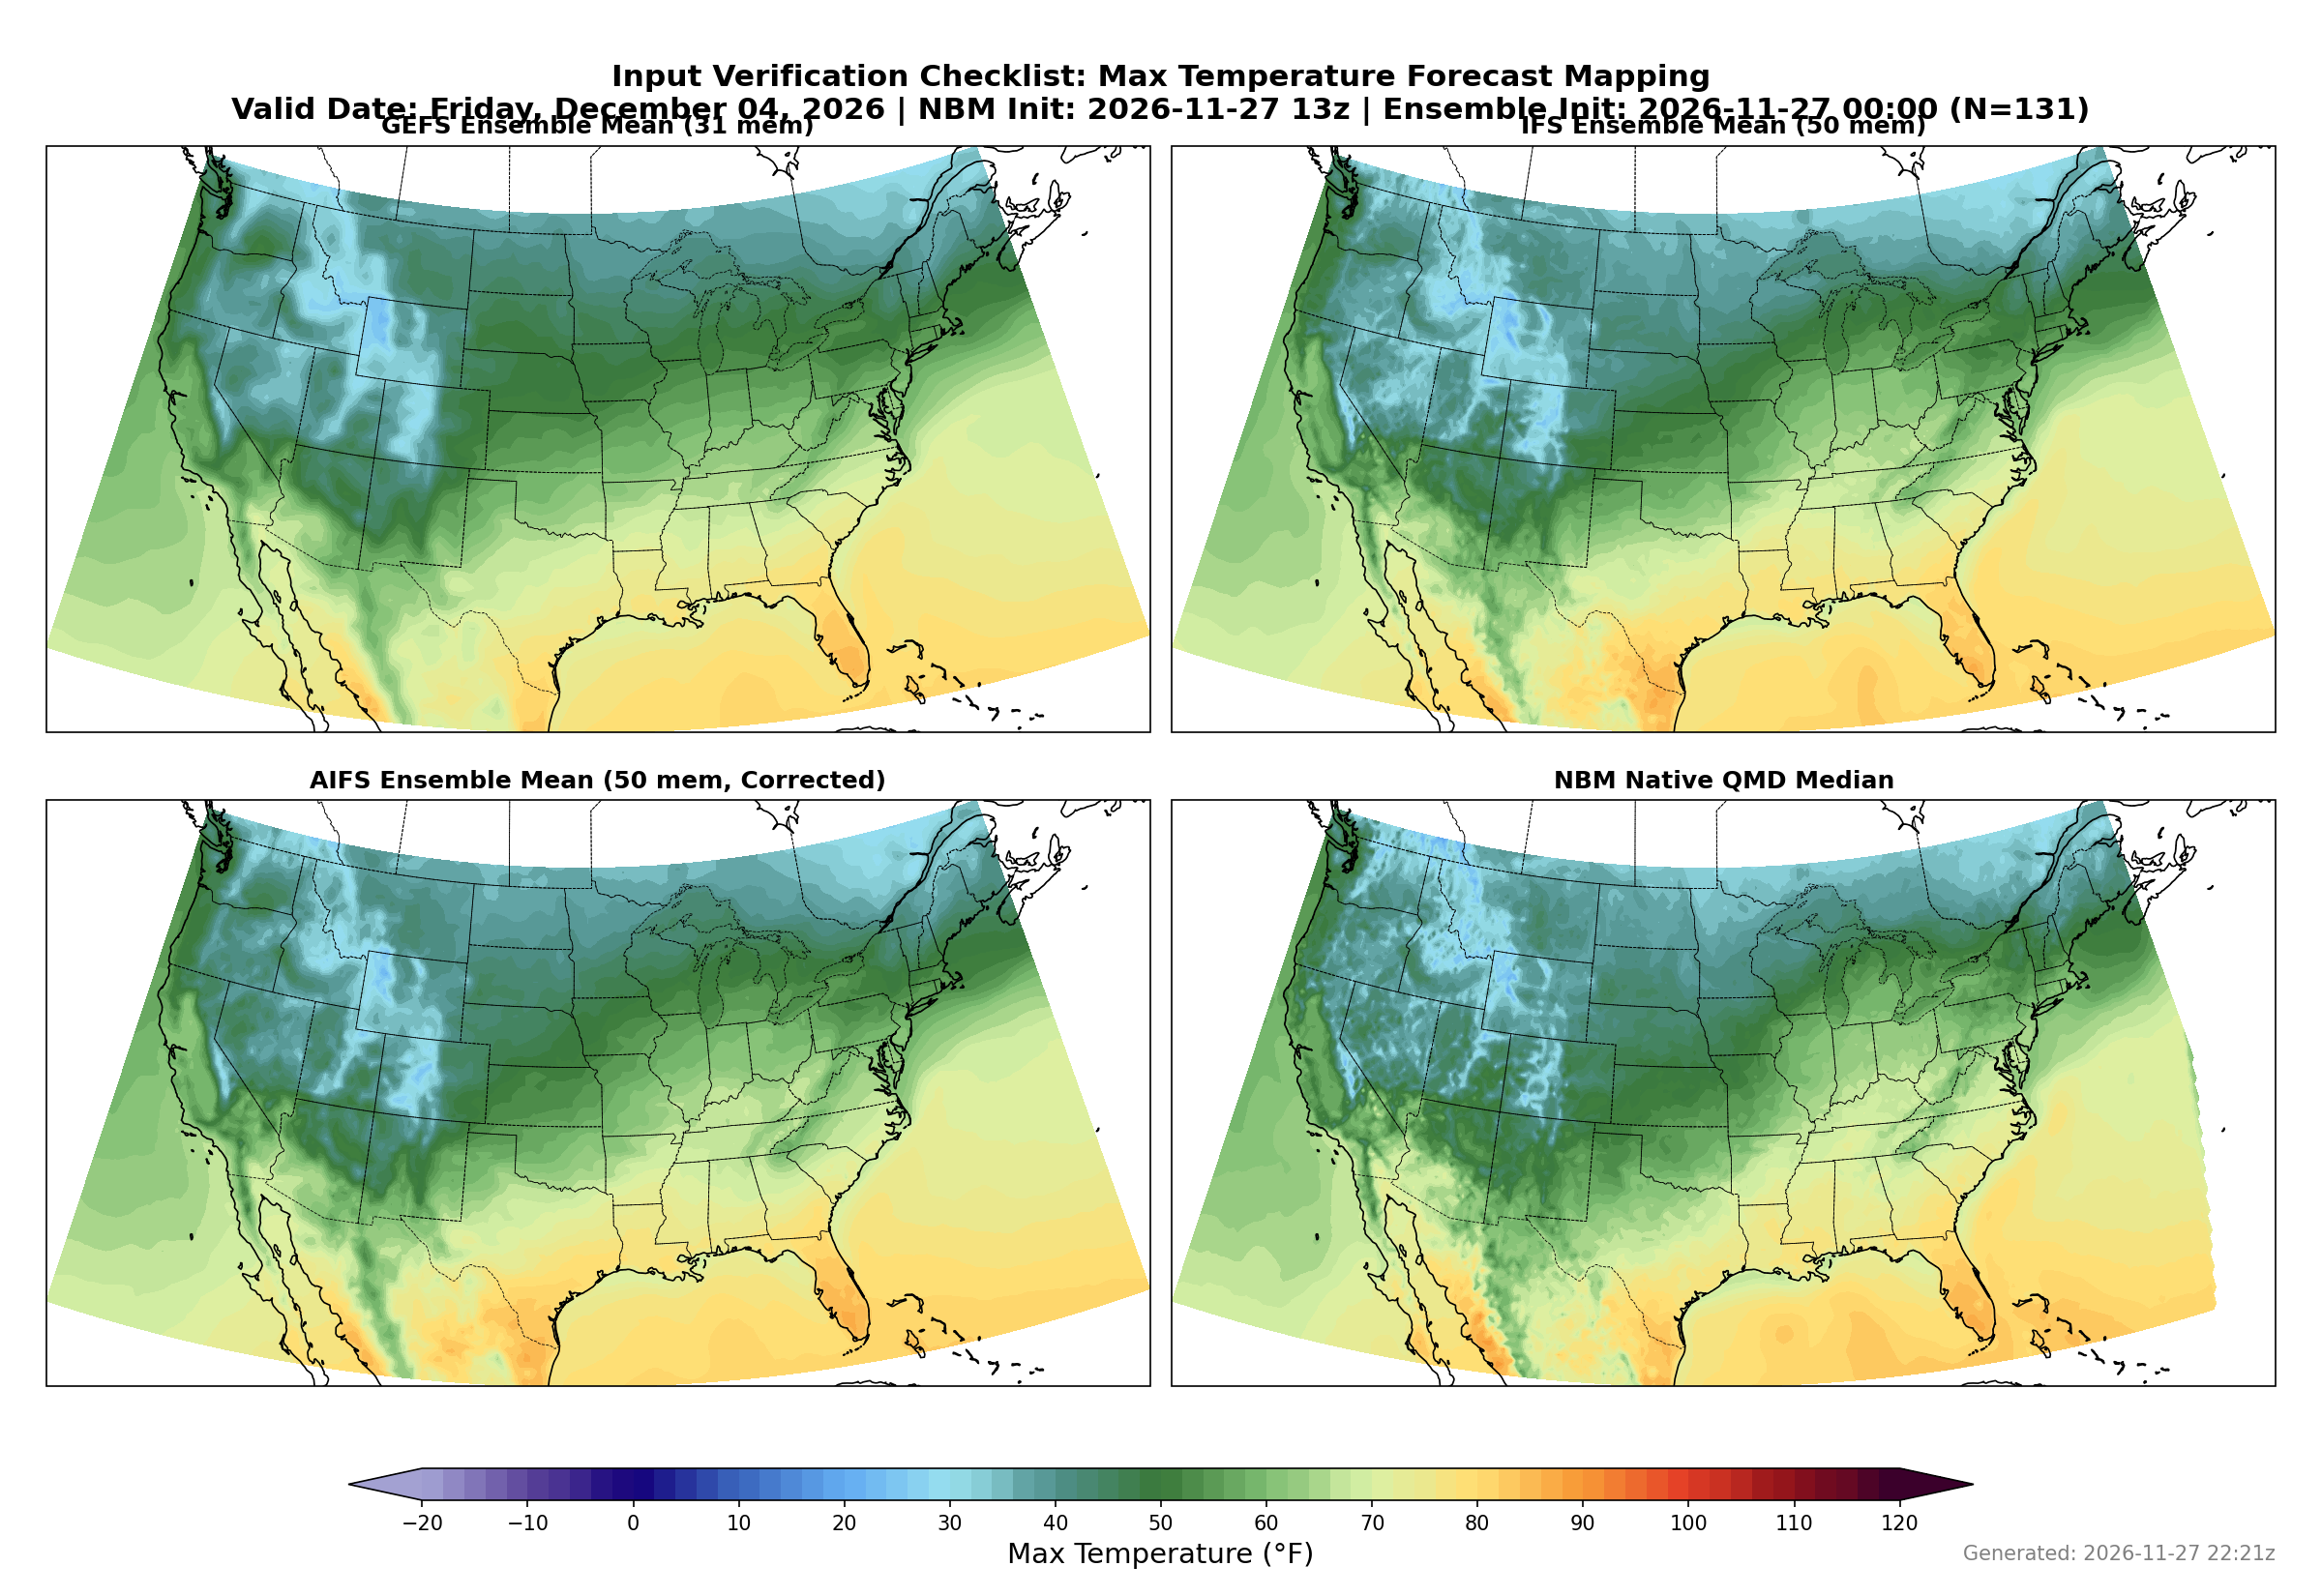 Input Verification Checklist: Max Temperature Forecast Mapping
Valid Date: Friday, December 04, 2026 | NBM Init: 2026-11-27 13z | Ensemble Init: 2026-11-27 00:00 (N=131)
GEFS Ensemble Mean (31 mem)
IFS Ensemble Mean (50 mem)
AIFS Ensemble Mean (50 mem, Corrected)
NBM Native QMD Median
−20 −10 0 10 20 30 40 50 60 70 80 90 100 110 120
Max Temperature (°F)
Generated: 2026-11-27 22:21z